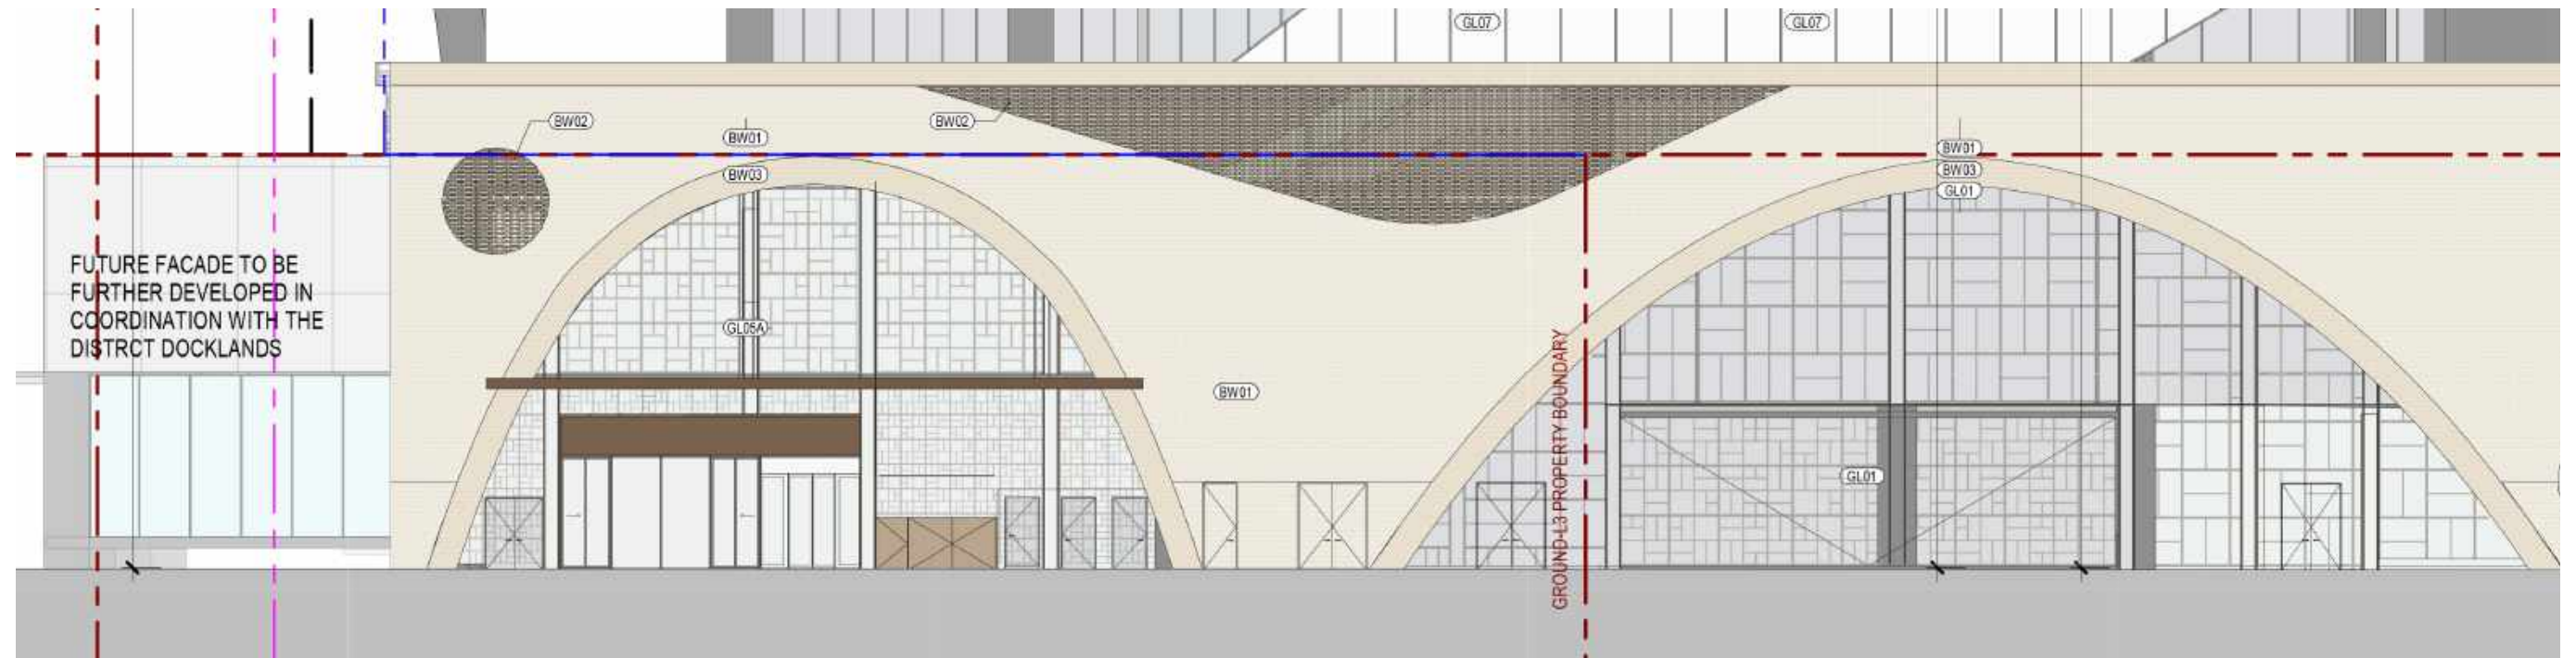 GL07
GL07
BW02
BW01
BW02
BW01
BW03
BW03
GL01
FUTURE FACADE TO BE
FURTHER DEVELOPED IN
COORDINATION WITH THE
DISTRCT DOCKLANDS
GL05A
BW01
GL01
GROUND-L3 PROPERTY BOUNDARY